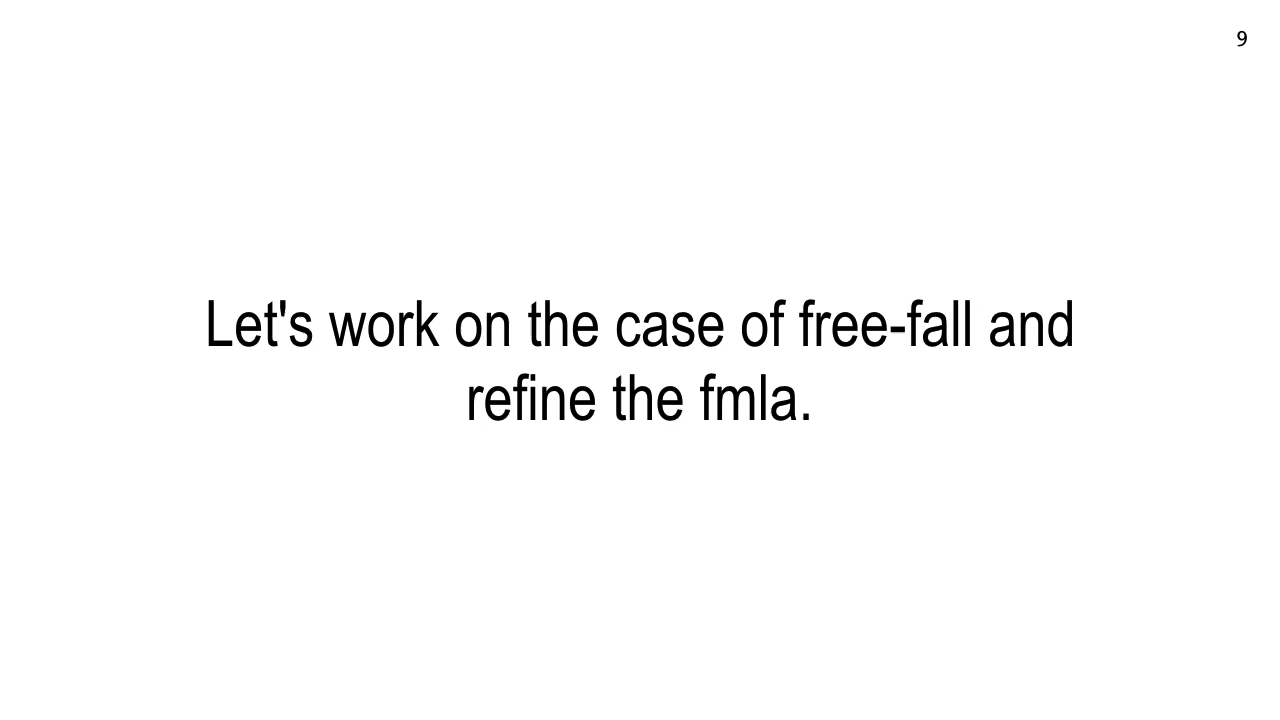 9
Let's work on the case of free-fall and
refine the fmla.